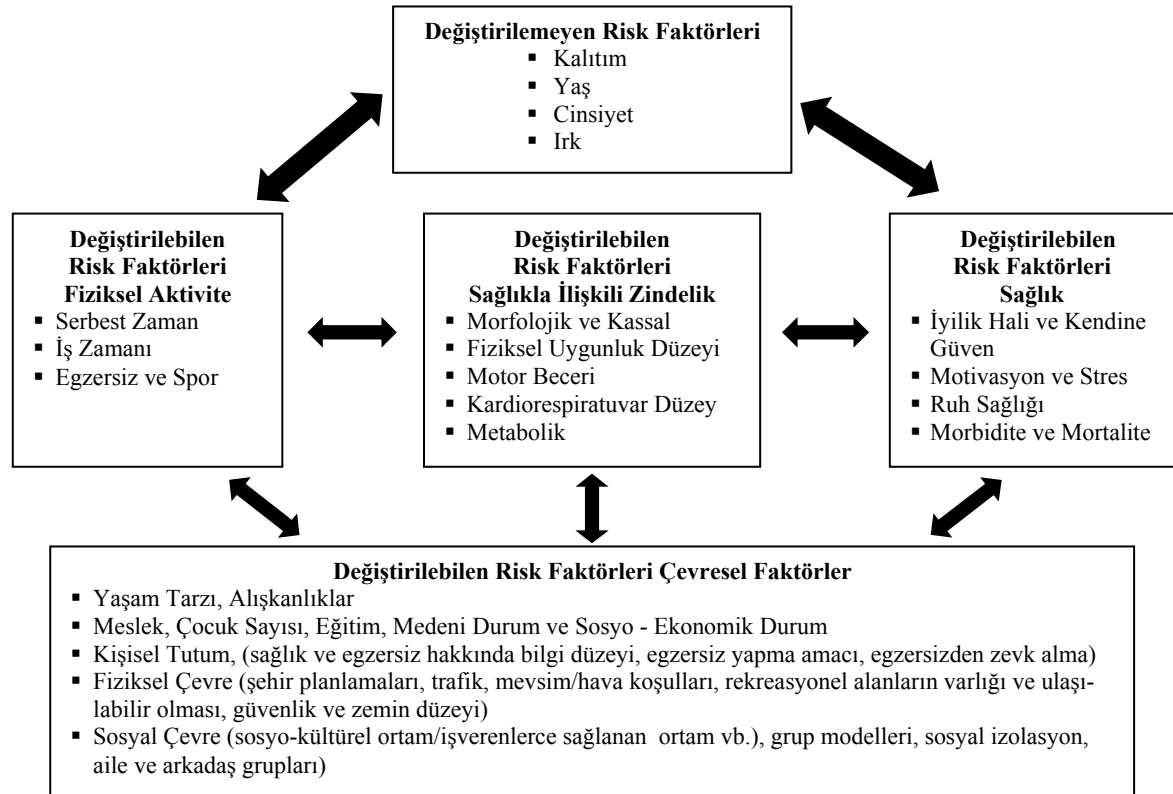 Değiştirilemeyen Risk Faktörleri
▪ Kalıtım
▪ Yaş
▪ Cinsiyet
▪ Irk
Değiştirilebilen
Risk Faktörleri
Fiziksel Aktivite
▪ Serbest Zaman
▪ İş Zamanı
▪ Egzersiz ve Spor
Değiştirilebilen
Risk Faktörleri
Sağlıkla İlişkili Zindelik
▪ Morfolojik ve Kassal
▪ Fiziksel Uygunluk Düzeyi
▪ Motor Beceri
▪ Kardiorespiratuvar Düzey
▪ Metabolik
Değiştirilebilen
Risk Faktörleri
Sağlık
▪ İyilik Hali ve Kendine
Güven
▪ Motivasyon ve Stres
▪ Ruh Sağlığı
▪ Morbidite ve Mortalite
Değiştirilebilen Risk Faktörleri Çevresel Faktörler
▪ Yaşam Tarzı, Alışkanlıklar
▪ Meslek, Çocuk Sayısı, Eğitim, Medeni Durum ve Sosyo - Ekonomik Durum
▪ Kişisel Tutum, (sağlık ve egzersiz hakkında bilgi düzeyi, egzersiz yapma amacı, egzersizden zevk alma)
▪ Fiziksel Çevre (şehir planlamaları, trafik, mevsim/hava koşulları, rekreasyonel alanların varlığı ve ulaşı-
labilir olması, güvenlik ve zemin düzeyi)
▪ Sosyal Çevre (sosyo-kültürel ortam/işverenlerce sağlanan ortam vb.), grup modelleri, sosyal izolasyon,
aile ve arkadaş grupları)